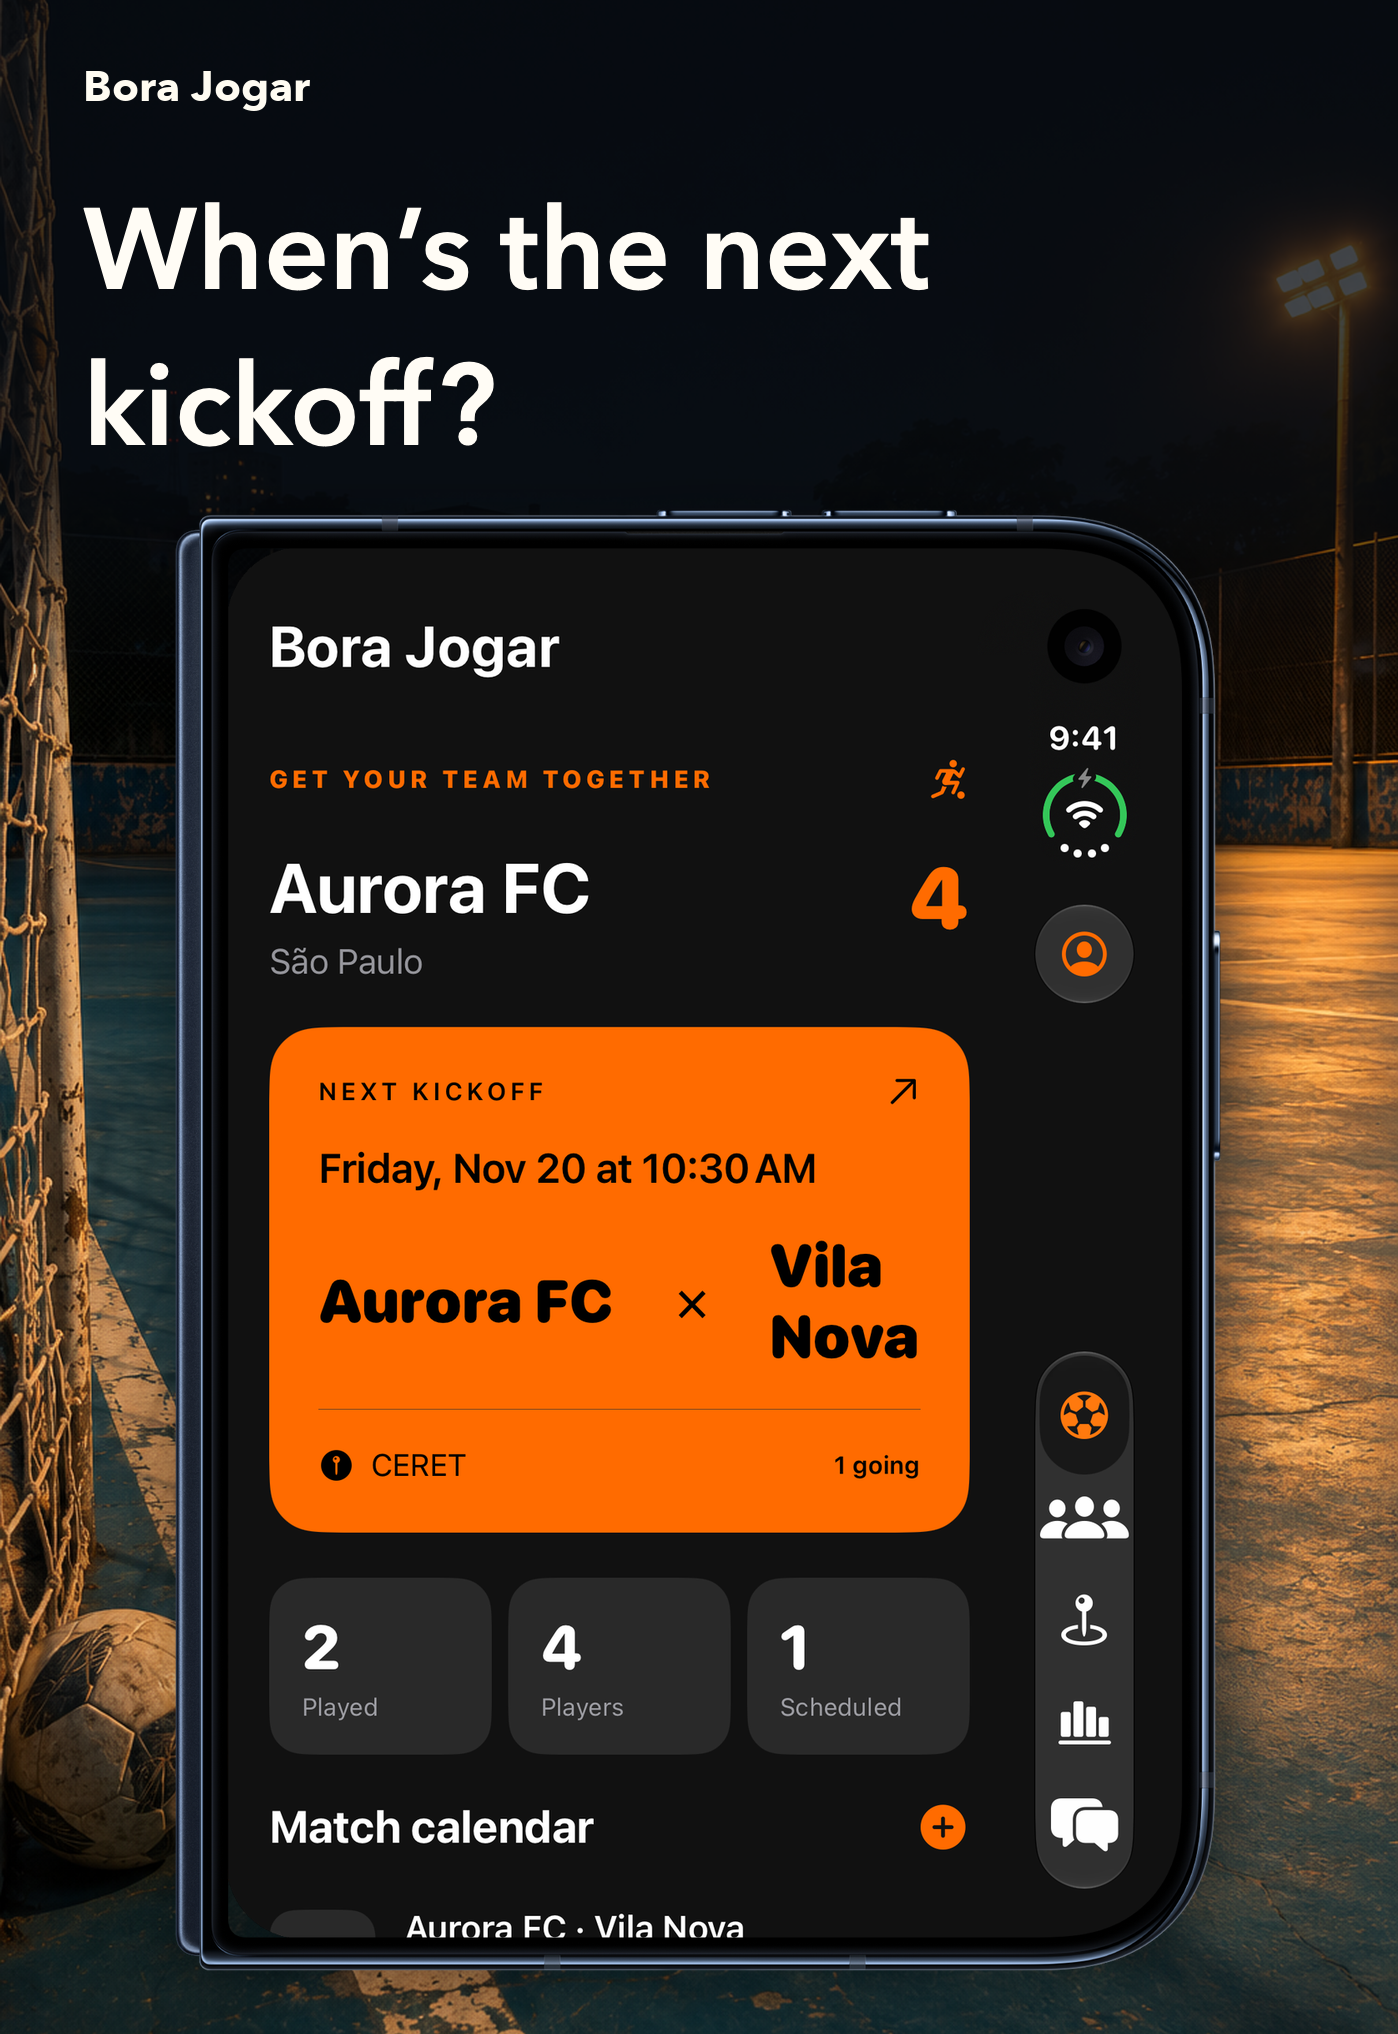 Bora Jogar
When’s the next
kickoff?
Bora Jogar
9:41
GET YOUR TEAM TOGETHER
Aurora FC
4
São Paulo
NEXT KICKOFF
Friday, Nov 20 at 10:30 AM
Aurora FC
×
Vila
Nova
CERET
1 going
2
Played
4
Players
1
Scheduled
Match calendar
Aurora FC · Vila Nova